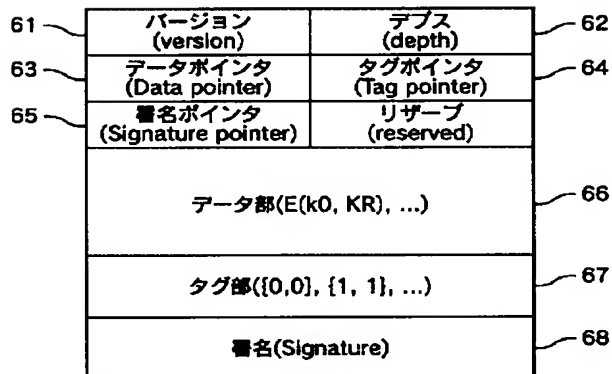 61 バージョン デプス 62
(version) (depth)
63 データポインタ タグポインタ 64
(Data pointer) (Tag pointer)
65 署名ポインタ リザーブ
(Signature pointer) (reserved)
データ部(E(k0, KR), ...) 66
タグ部({0,0}, {1, 1}, ...) 67
署名(Signature) 68